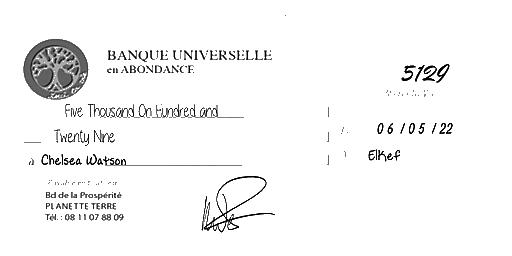 BANQUE UNIVERSELLE
en ABONDANCE
5129
Five Thousand On Hundred and
Twenty Nine
06/05/22
à Chelsea Watson
ElKef
Bd de la Prospérité
PLANETTE TERRE
Tél. : 08 11 07 88 09